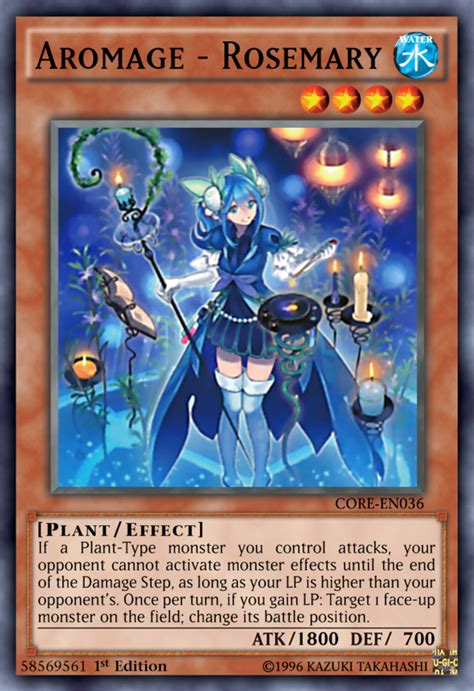 Aromage - Rosemary
WATER
水
CORE-EN036
[Plant/Effect]
If a Plant-Type monster you control attacks, your
opponent cannot activate monster effects until the end
of the Damage Step, as long as your LP is higher than your
opponent's. Once per turn, if you gain LP: Target 1 face-up
monster on the field; change its battle position.
ATK/1800 DEF/ 700
58569561 1st Edition ©1996 KAZUKI TAKAHASHI